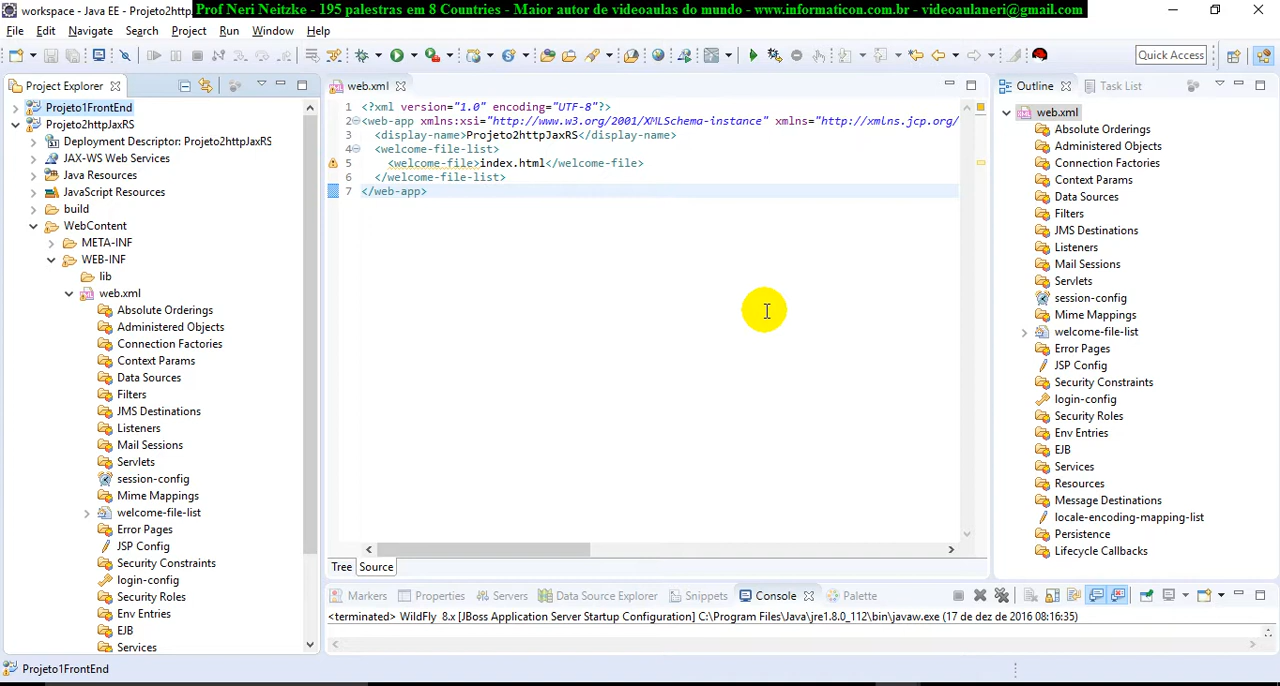 workspace - Java EE - Projeto2http
Prof Neri Neitzke - 195 palestras em 8 Countries - Maior autor de videoaulas do mundo - www.informaticon.com.br - videoaulaneri@gmail.com
File Edit Navigate Search Project Run Window Help
Quick Access
Project Explorer
Projeto1FrontEnd
Projeto2httpJaxRS
Deployment Descriptor: Projeto2httpJaxRS
JAX-WS Web Services
Java Resources
JavaScript Resources
build
WebContent
META-INF
WEB-INF
lib
web.xml
Absolute Orderings
Administered Objects
Connection Factories
Context Params
Data Sources
Filters
JMS Destinations
Listeners
Mail Sessions
Servlets
session-config
Mime Mappings
welcome-file-list
Error Pages
JSP Config
Security Constraints
login-config
Security Roles
Env Entries
EJB
Services
web.xml
1 <?xml version="1.0" encoding="UTF-8"?>
2 <web-app xmlns:xsi="http://www.w3.org/2001/XMLSchema-instance" xmlns="http://xmlns.jcp.org/
3 <display-name>Projeto2httpJaxRS</display-name>
4 <welcome-file-list>
5 <welcome-file>index.html</welcome-file>
6 </welcome-file-list>
7 </web-app>
Tree Source
Outline Task List
web.xml
Absolute Orderings
Administered Objects
Connection Factories
Context Params
Data Sources
Filters
JMS Destinations
Listeners
Mail Sessions
Servlets
session-config
Mime Mappings
welcome-file-list
Error Pages
JSP Config
Security Constraints
login-config
Security Roles
Env Entries
EJB
Services
Resources
Message Destinations
locale-encoding-mapping-list
Persistence
Lifecycle Callbacks
Markers Properties Servers Data Source Explorer Snippets Console Palette
<terminated> WildFly 8.x [JBoss Application Server Startup Configuration] C:\Program Files\Java\jre1.8.0_112\bin\javaw.exe (17 de dez de 2016 08:16:35)
Projeto1FrontEnd